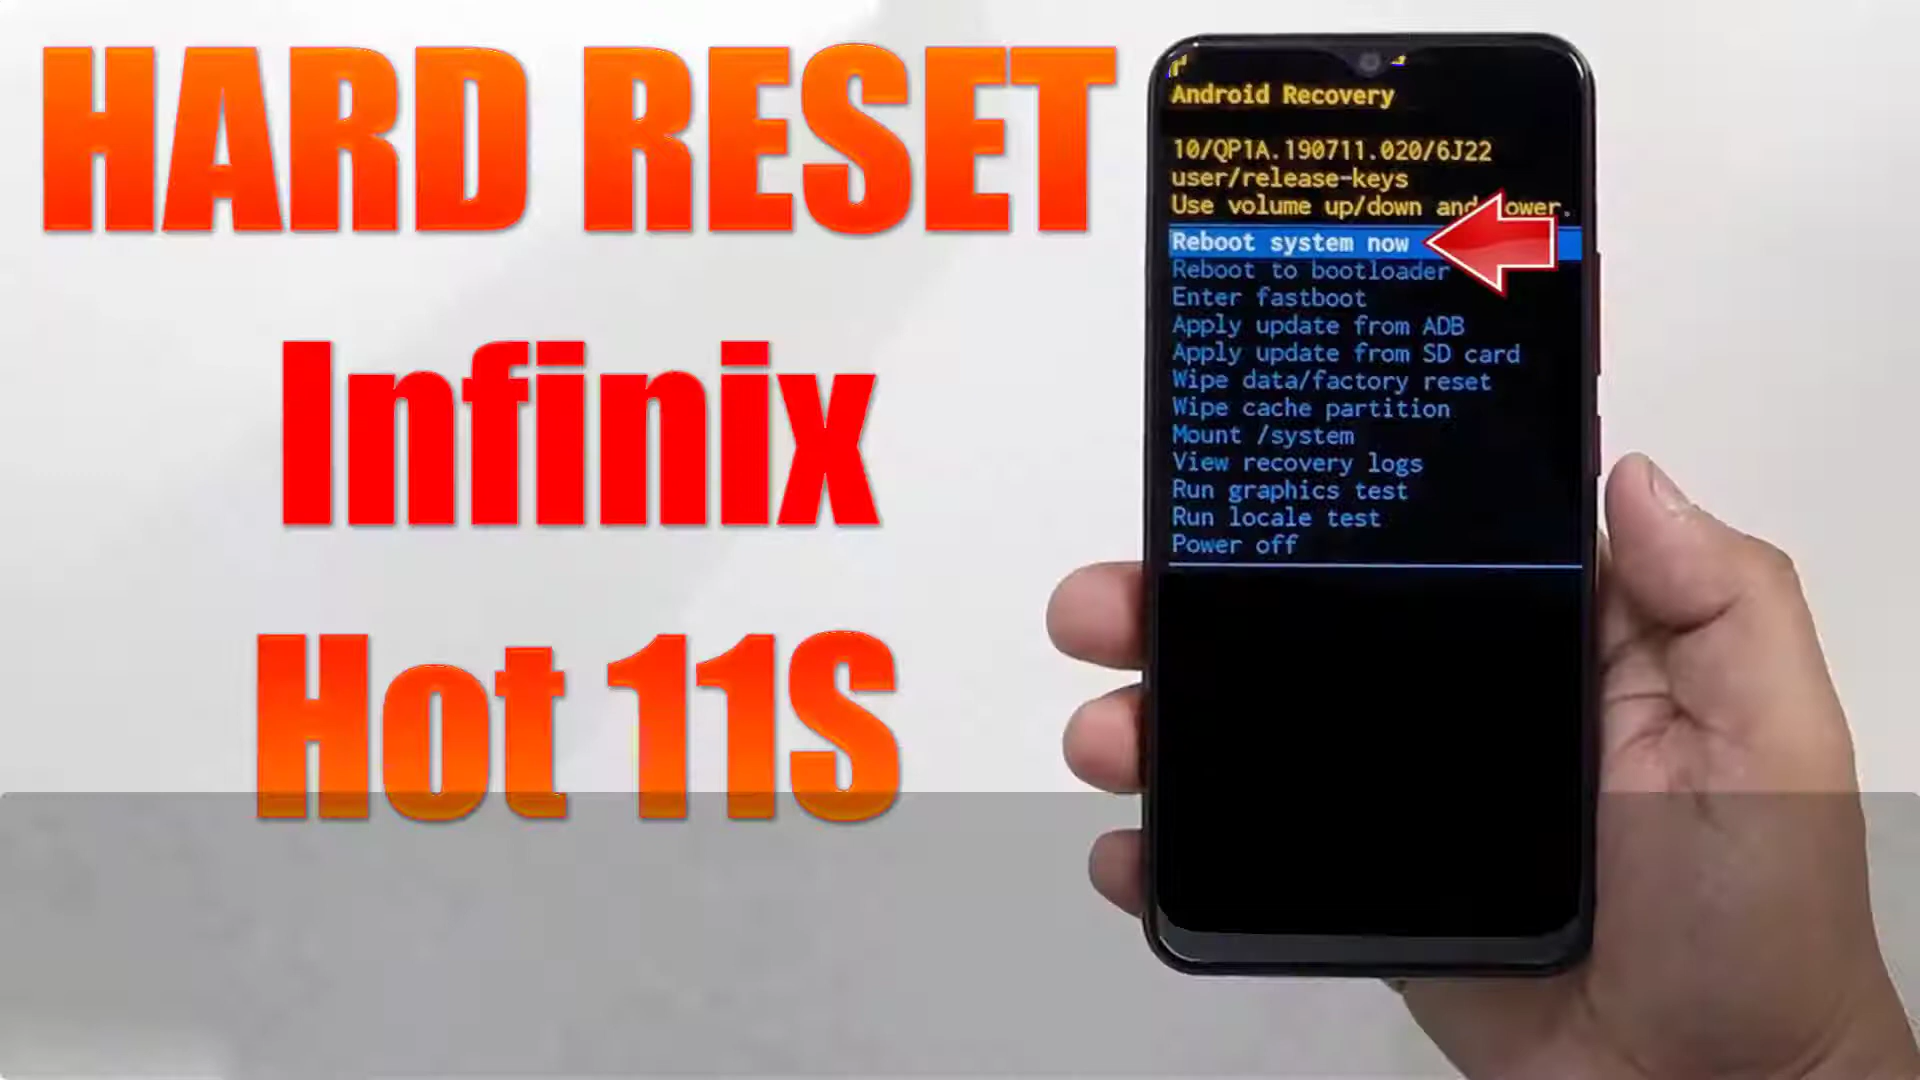 HARD RESET
Infinix
Hot 11S
Android Recovery
10/QP1A.190711.020/6J22
user/release-keys
Use volume up/down and power.
Reboot system now
Reboot to bootloader
Enter fastboot
Apply update from ADB
Apply update from SD card
Wipe data/factory reset
Wipe cache partition
Mount /system
View recovery logs
Run graphics test
Run locale test
Power off